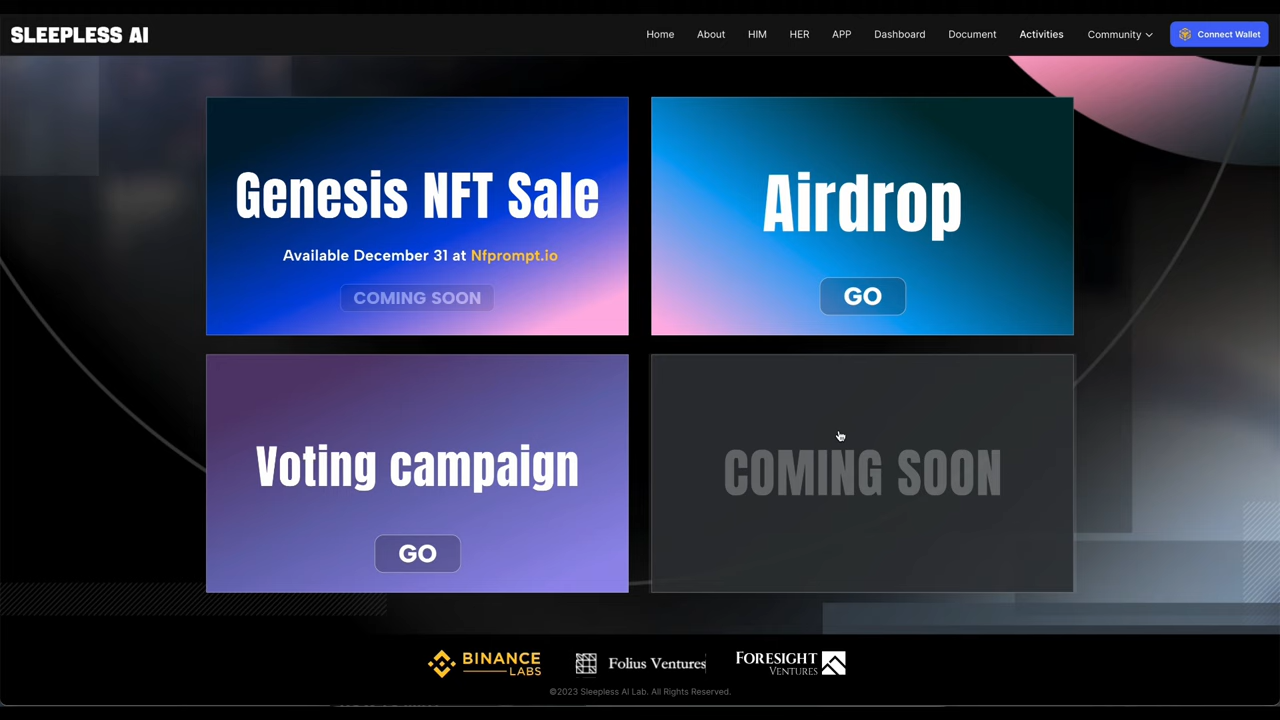 SLEEPLESS AI
Home About HIM HER APP Dashboard Document Activities Community Connect Wallet
Genesis NFT Sale
Available December 31 at Nfprompt.io
COMING SOON
Airdrop
GO
Voting campaign
GO
COMING SOON
BINANCE
LABS
Folius Ventures
FORESIGHT
VENTURES
©2023 Sleepless AI Lab. All Rights Reserved.